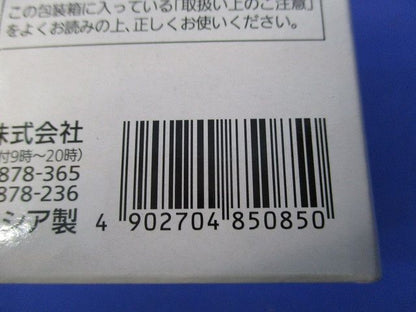 この包装箱に入っている「取扱い上のご注意」
をよくお読みの上、正しくお使いください。
株式会社
付9時～20時)
878-365
878-236
シア製
4 902704 850850